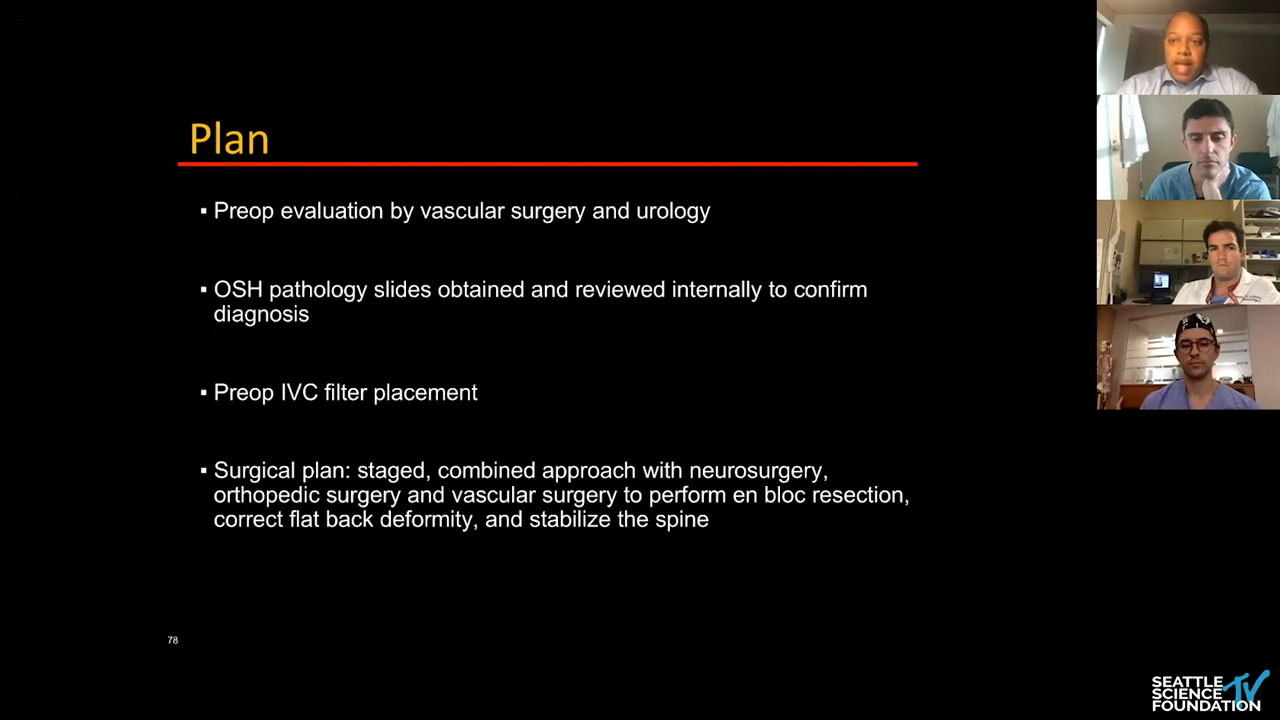 Plan
▪ Preop evaluation by vascular surgery and urology
▪ OSH pathology slides obtained and reviewed internally to confirm
diagnosis
▪ Preop IVC filter placement
▪ Surgical plan: staged, combined approach with neurosurgery,
orthopedic surgery and vascular surgery to perform en bloc resection,
correct flat back deformity, and stabilize the spine
78
SEATTLE
SCIENCE
FOUNDATION
TV